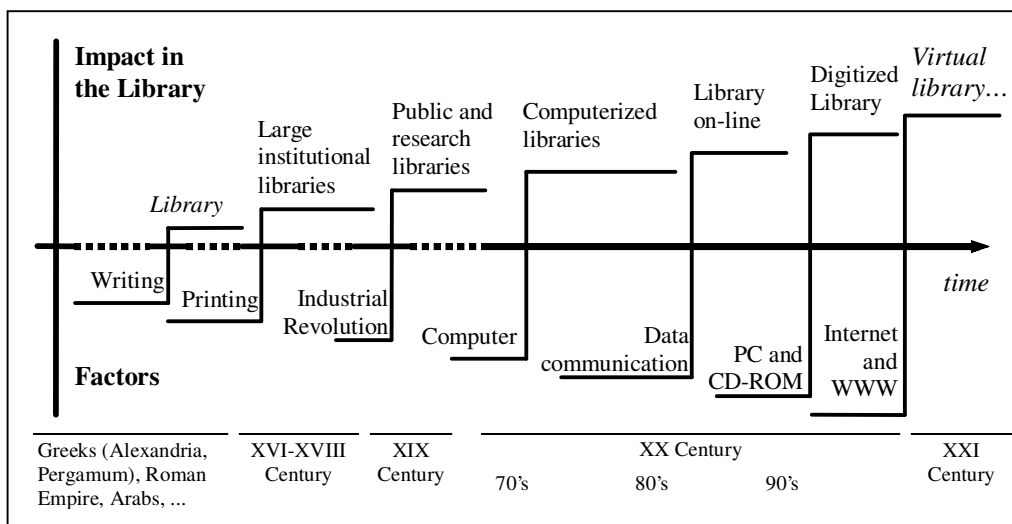 Impact in
the Library
Library
Large
institutional
libraries
Public and
research
libraries
Computerized
libraries
Library
on-line
Digitized
Library
Virtual
library…
time
Writing
Printing
Industrial
Revolution
Computer
Data
communication
PC and
CD-ROM
Internet
and
WWW
Factors
Greeks (Alexandria,
Pergamum), Roman
Empire, Arabs, ...
XVI-XVIII
Century
XIX
Century
XX Century
70’s
80’s
90’s
XXI
Century